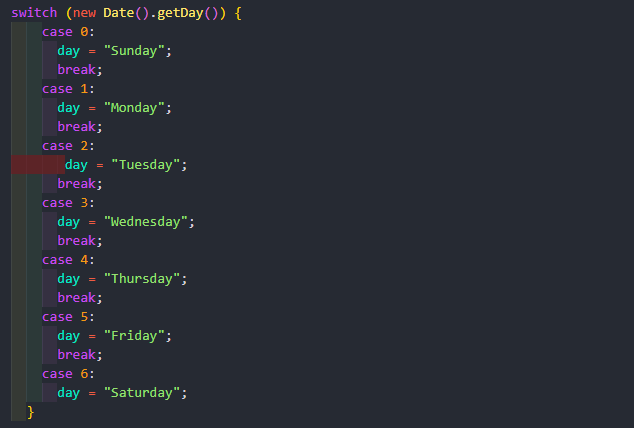 switch (new Date().getDay()) {
    case 0:
      day = "Sunday";
      break;
    case 1:
      day = "Monday";
      break;
    case 2:
       day = "Tuesday";
      break;
    case 3:
      day = "Wednesday";
      break;
    case 4:
      day = "Thursday";
      break;
    case 5:
      day = "Friday";
      break;
    case 6:
      day = "Saturday";
  }